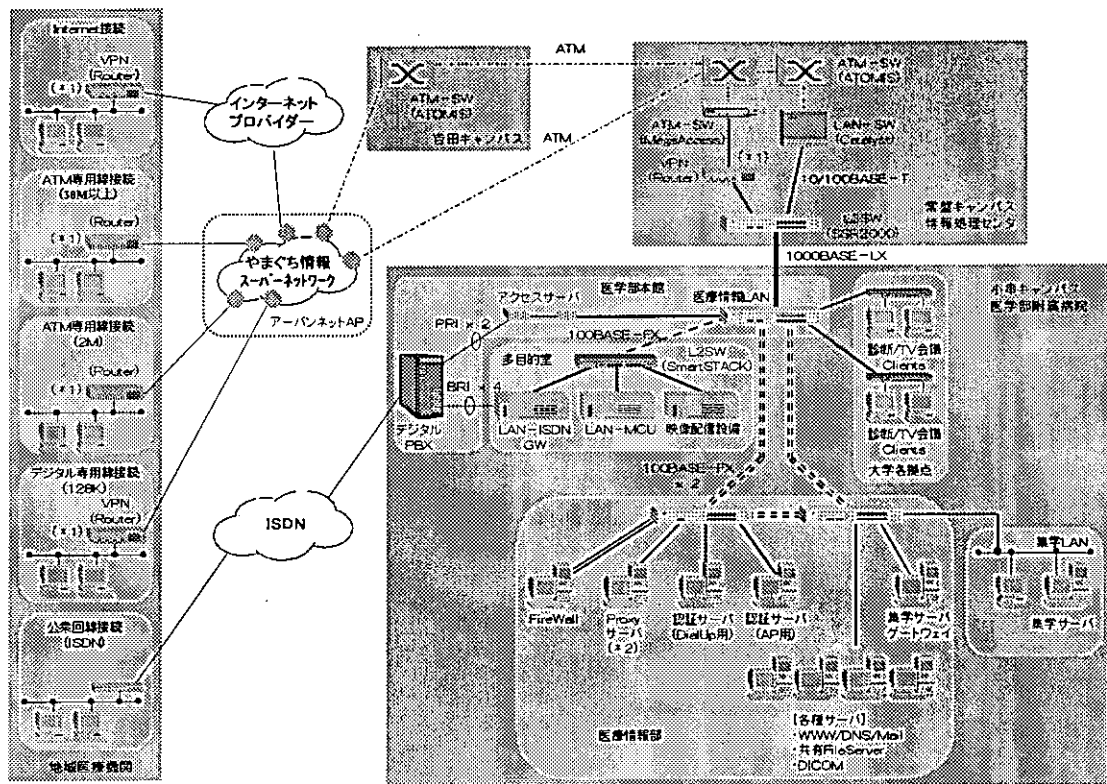 Internet接続
VPN
(Router)
(*1)
インターネット
プロバイダー
ATM専用線接続
(38M以上)
(Router)
(*1)
やまぐち情報
スーパーネットワーク
アーバンネットAP
ATM専用線接続
(2M)
(Router)
(*1)
デジタル専用線接続
(128K)
VPN
(Router)
(*1)
公衆回線接続
(ISDN)
地域医療機関
ISDN
ATM
ATM-SW
(ATOMIS)
吉田キャンパス
ATM
ATM-SW
(ATOMIS)
ATM-SW
(MegaAccess)
LAN-SW
(Catalyst)
VPN
(Router)
(*1)
10/100BASE-T
L3SW
(SSR2000)
常盤キャンパス
情報処理センタ
1000BASE-LX
医学部本館
医療情報LAN
小串キャンパス
医学部附属病院
アクセスサーバ
PRI × 2
100BASE-FX
多目的室
L2SW
(SmartSTACK)
BRI × 4
デジタル
PBX
LAN-ISDN
GW
LAN-MCU
映像配信設備
診断/TV会議
Clients
診断/TV会議
Clients
大学各拠点
100BASE-FX
× 2
FireWall
Proxy
サーバ
(*2)
認証サーバ
(DialUp用)
認証サーバ
(AP用)
集学サーバ
ゲートウェイ
集学LAN
集学サーバ
医療情報部
【各種サーバ】
・WWW/DNS/Mail
・共有FileServer
・DICOM